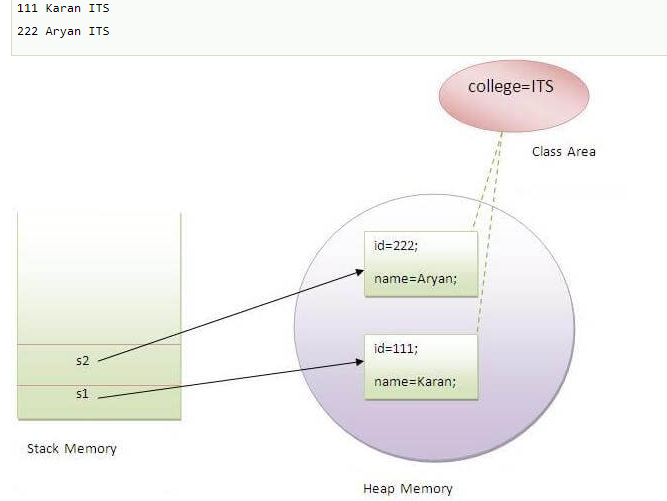 111 Karan ITS
222 Aryan ITS
college=ITS
Class Area
id=222;
name=Aryan;
s2
id=111;
name=Karan;
s1
Stack Memory
Heap Memory